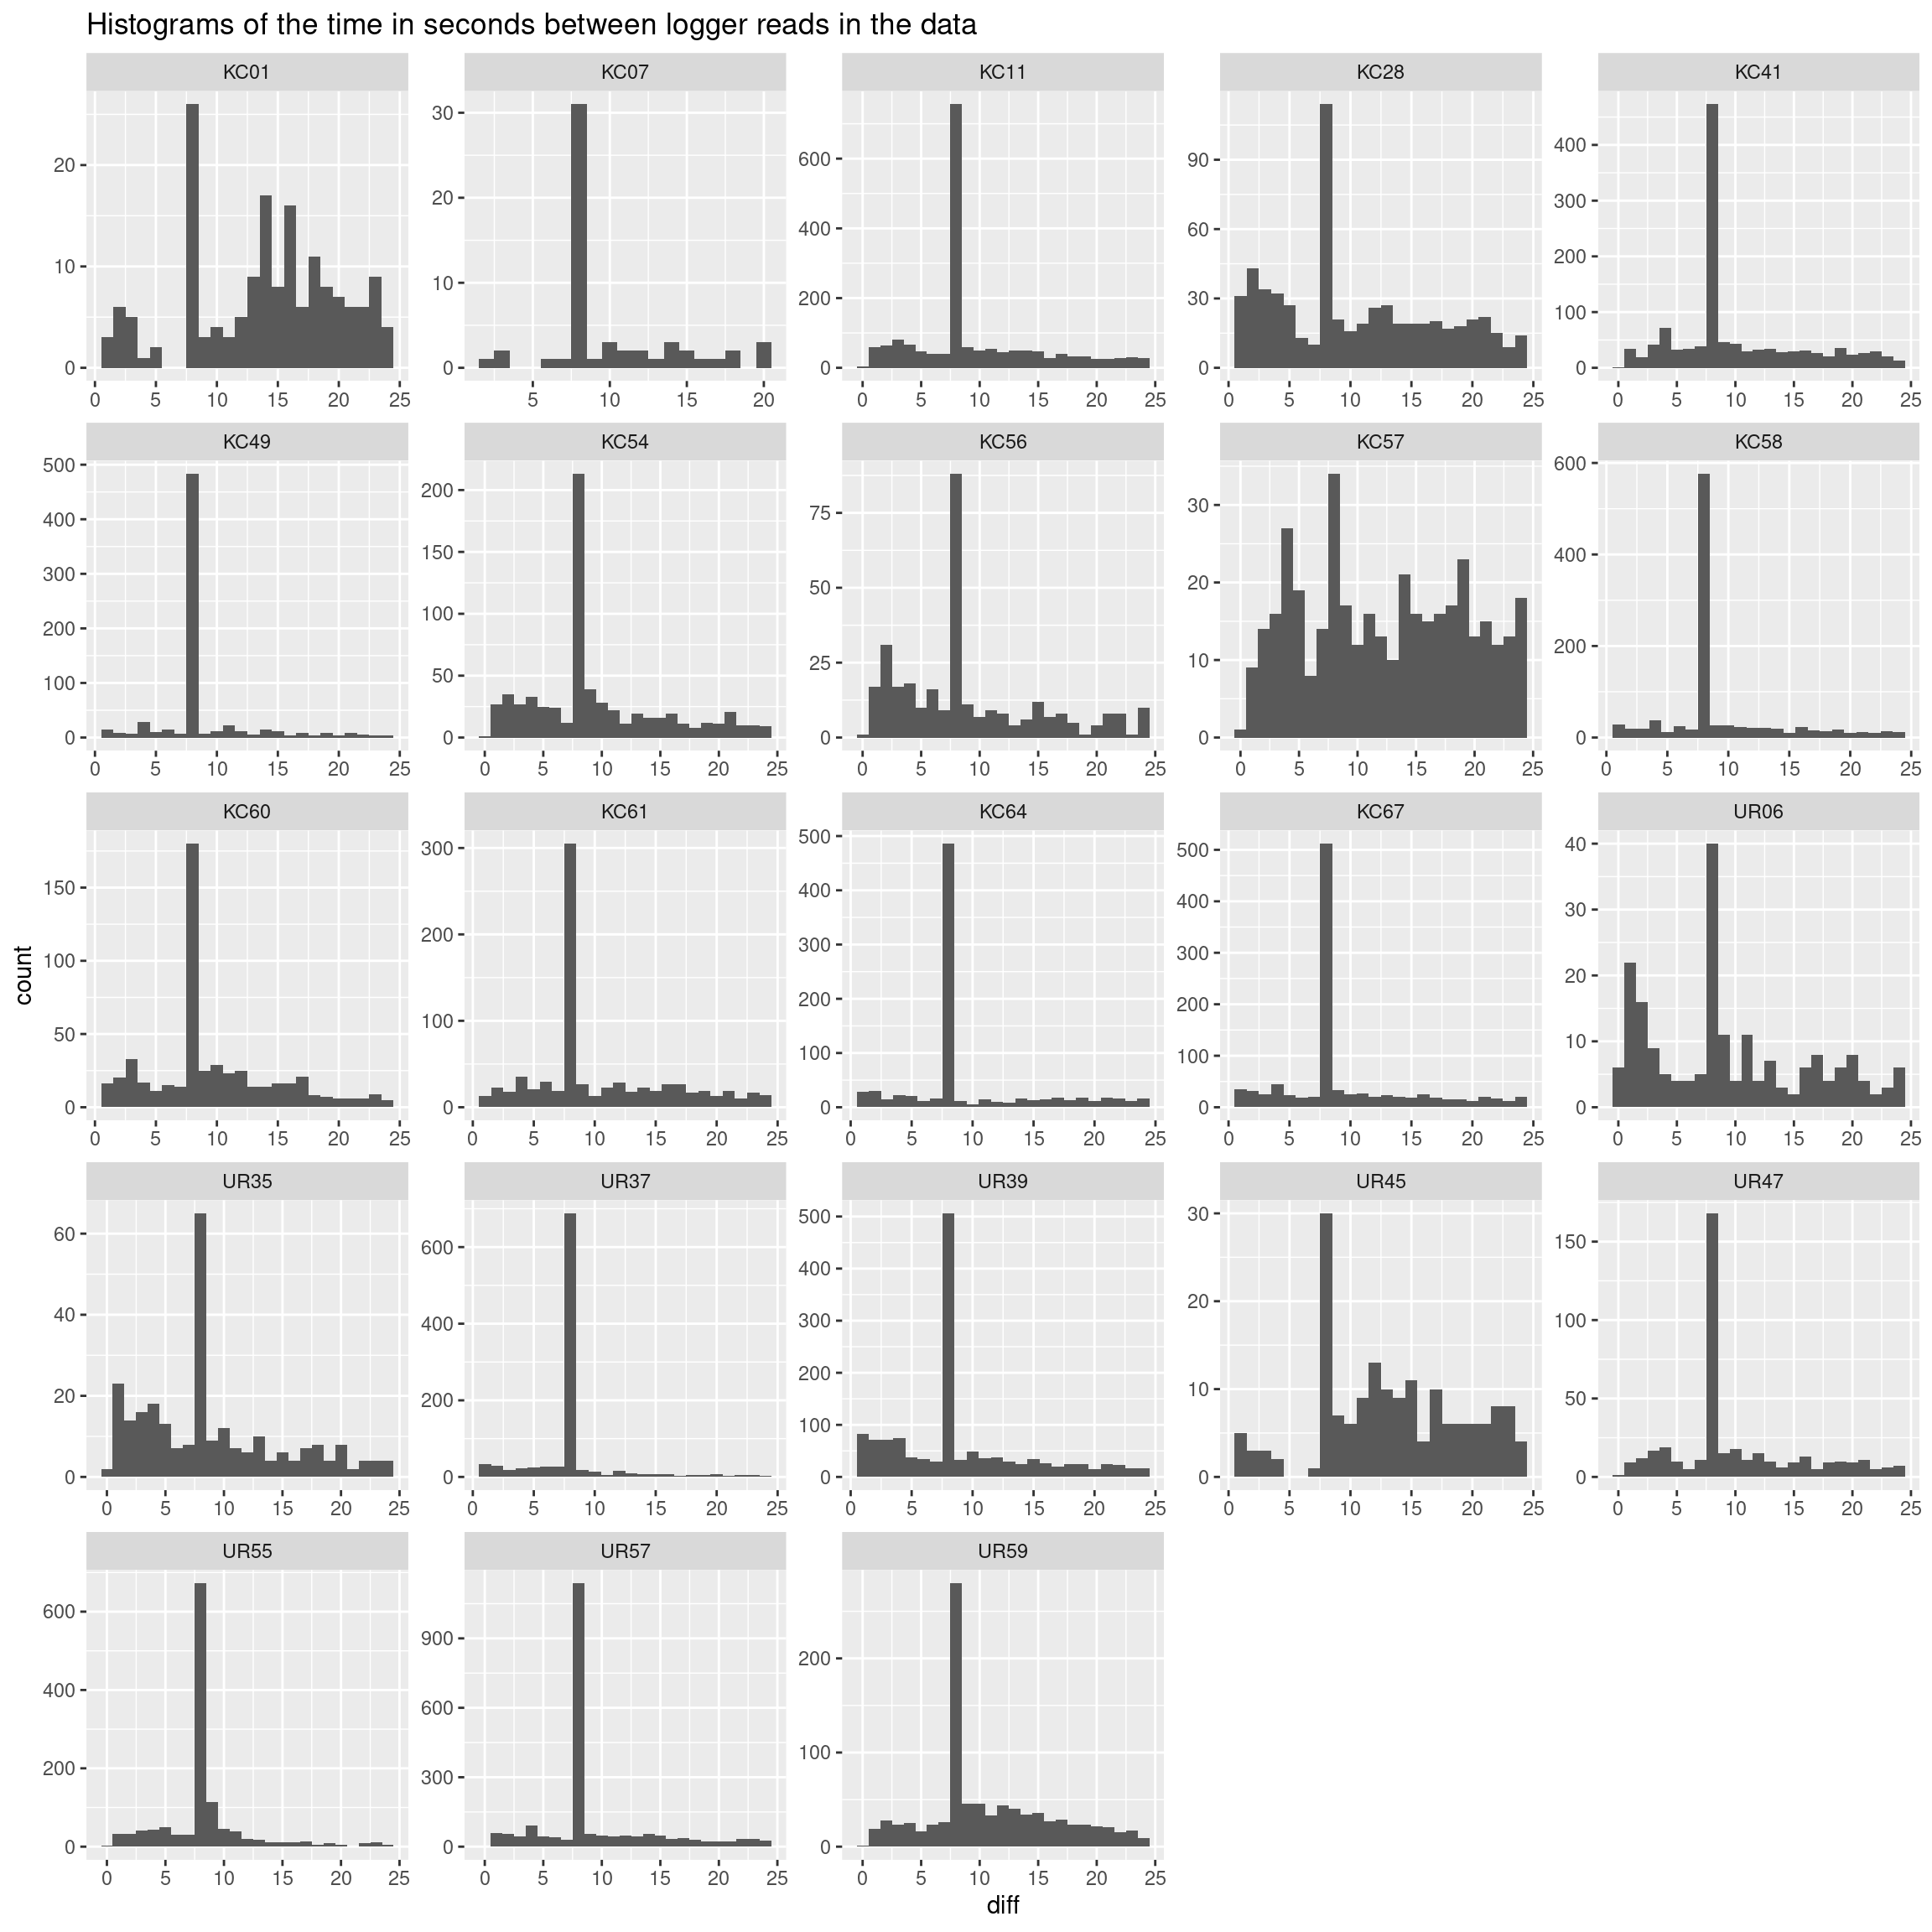 Histograms of the time in seconds between logger reads in the data
KC01 KC07 KC11 KC28 KC41
20 10 0
30 20 10 0
600 400 200 0
90 60 30 0
400 300 200 100 0
0 5 10 15 20 25
5 10 15 20
0 5 10 15 20 25
0 5 10 15 20 25
0 5 10 15 20 25
KC49 KC54 KC56 KC57 KC58
500 400 300 200 100 0
200 150 100 50 0
75 50 25 0
30 20 10 0
600 400 200 0
0 5 10 15 20 25
0 5 10 15 20 25
0 5 10 15 20 25
0 5 10 15 20 25
0 5 10 15 20 25
KC60 KC61 KC64 KC67 UR06
150 100 50 0
300 200 100 0
500 400 300 200 100 0
500 400 300 200 100 0
40 30 20 10 0
0 5 10 15 20 25
0 5 10 15 20 25
0 5 10 15 20 25
0 5 10 15 20 25
0 5 10 15 20 25
count
UR35 UR37 UR39 UR45 UR47
60 40 20 0
600 400 200 0
500 400 300 200 100 0
30 20 10 0
150 100 50 0
0 5 10 15 20 25
0 5 10 15 20 25
0 5 10 15 20 25
0 5 10 15 20 25
0 5 10 15 20 25
UR55 UR57 UR59
600 400 200 0
900 600 300 0
200 100 0
0 5 10 15 20 25
0 5 10 15 20 25
0 5 10 15 20 25
diff